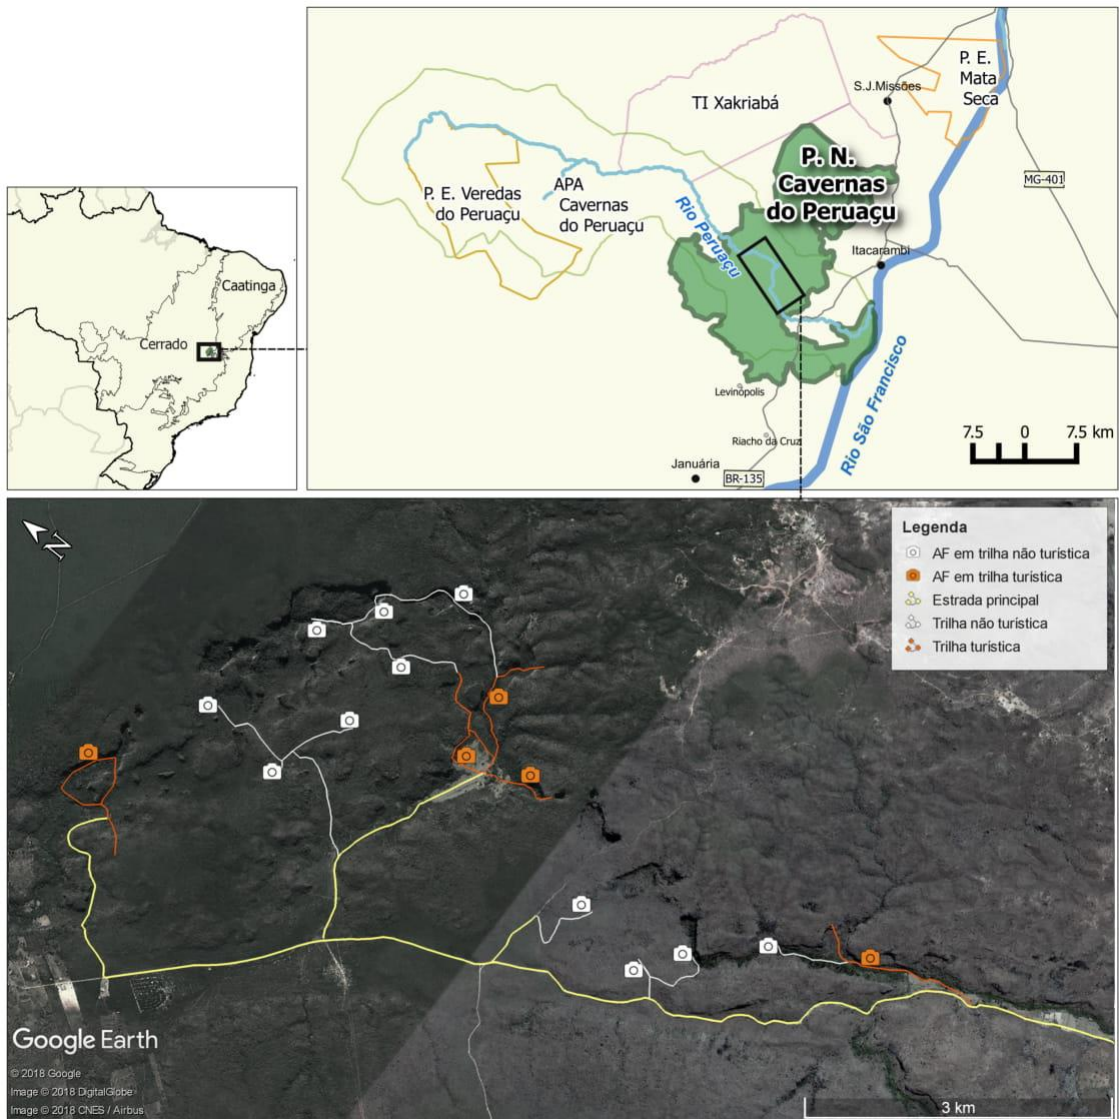 Caatinga
Cerrado
P. E.
Mata
Seca
S.J.Missões
TI Xakriabá
P. N.
Cavernas
do Peruaçu
MG-401
P. E. Veredas
do Peruaçu
APA
Cavernas
do Peruaçu
Rio Peruaçu
Itacarambi
Levinópolis
Rio São Francisco
Riacho da Cruz
Januária
BR-135
7.5 0 7.5 km
N
Legenda
AF em trilha não turística
AF em trilha turística
Estrada principal
Trilha não turística
Trilha turística
Google Earth
© 2018 Google
Image © 2018 DigitalGlobe
Image © 2018 CNES / Airbus
3 km